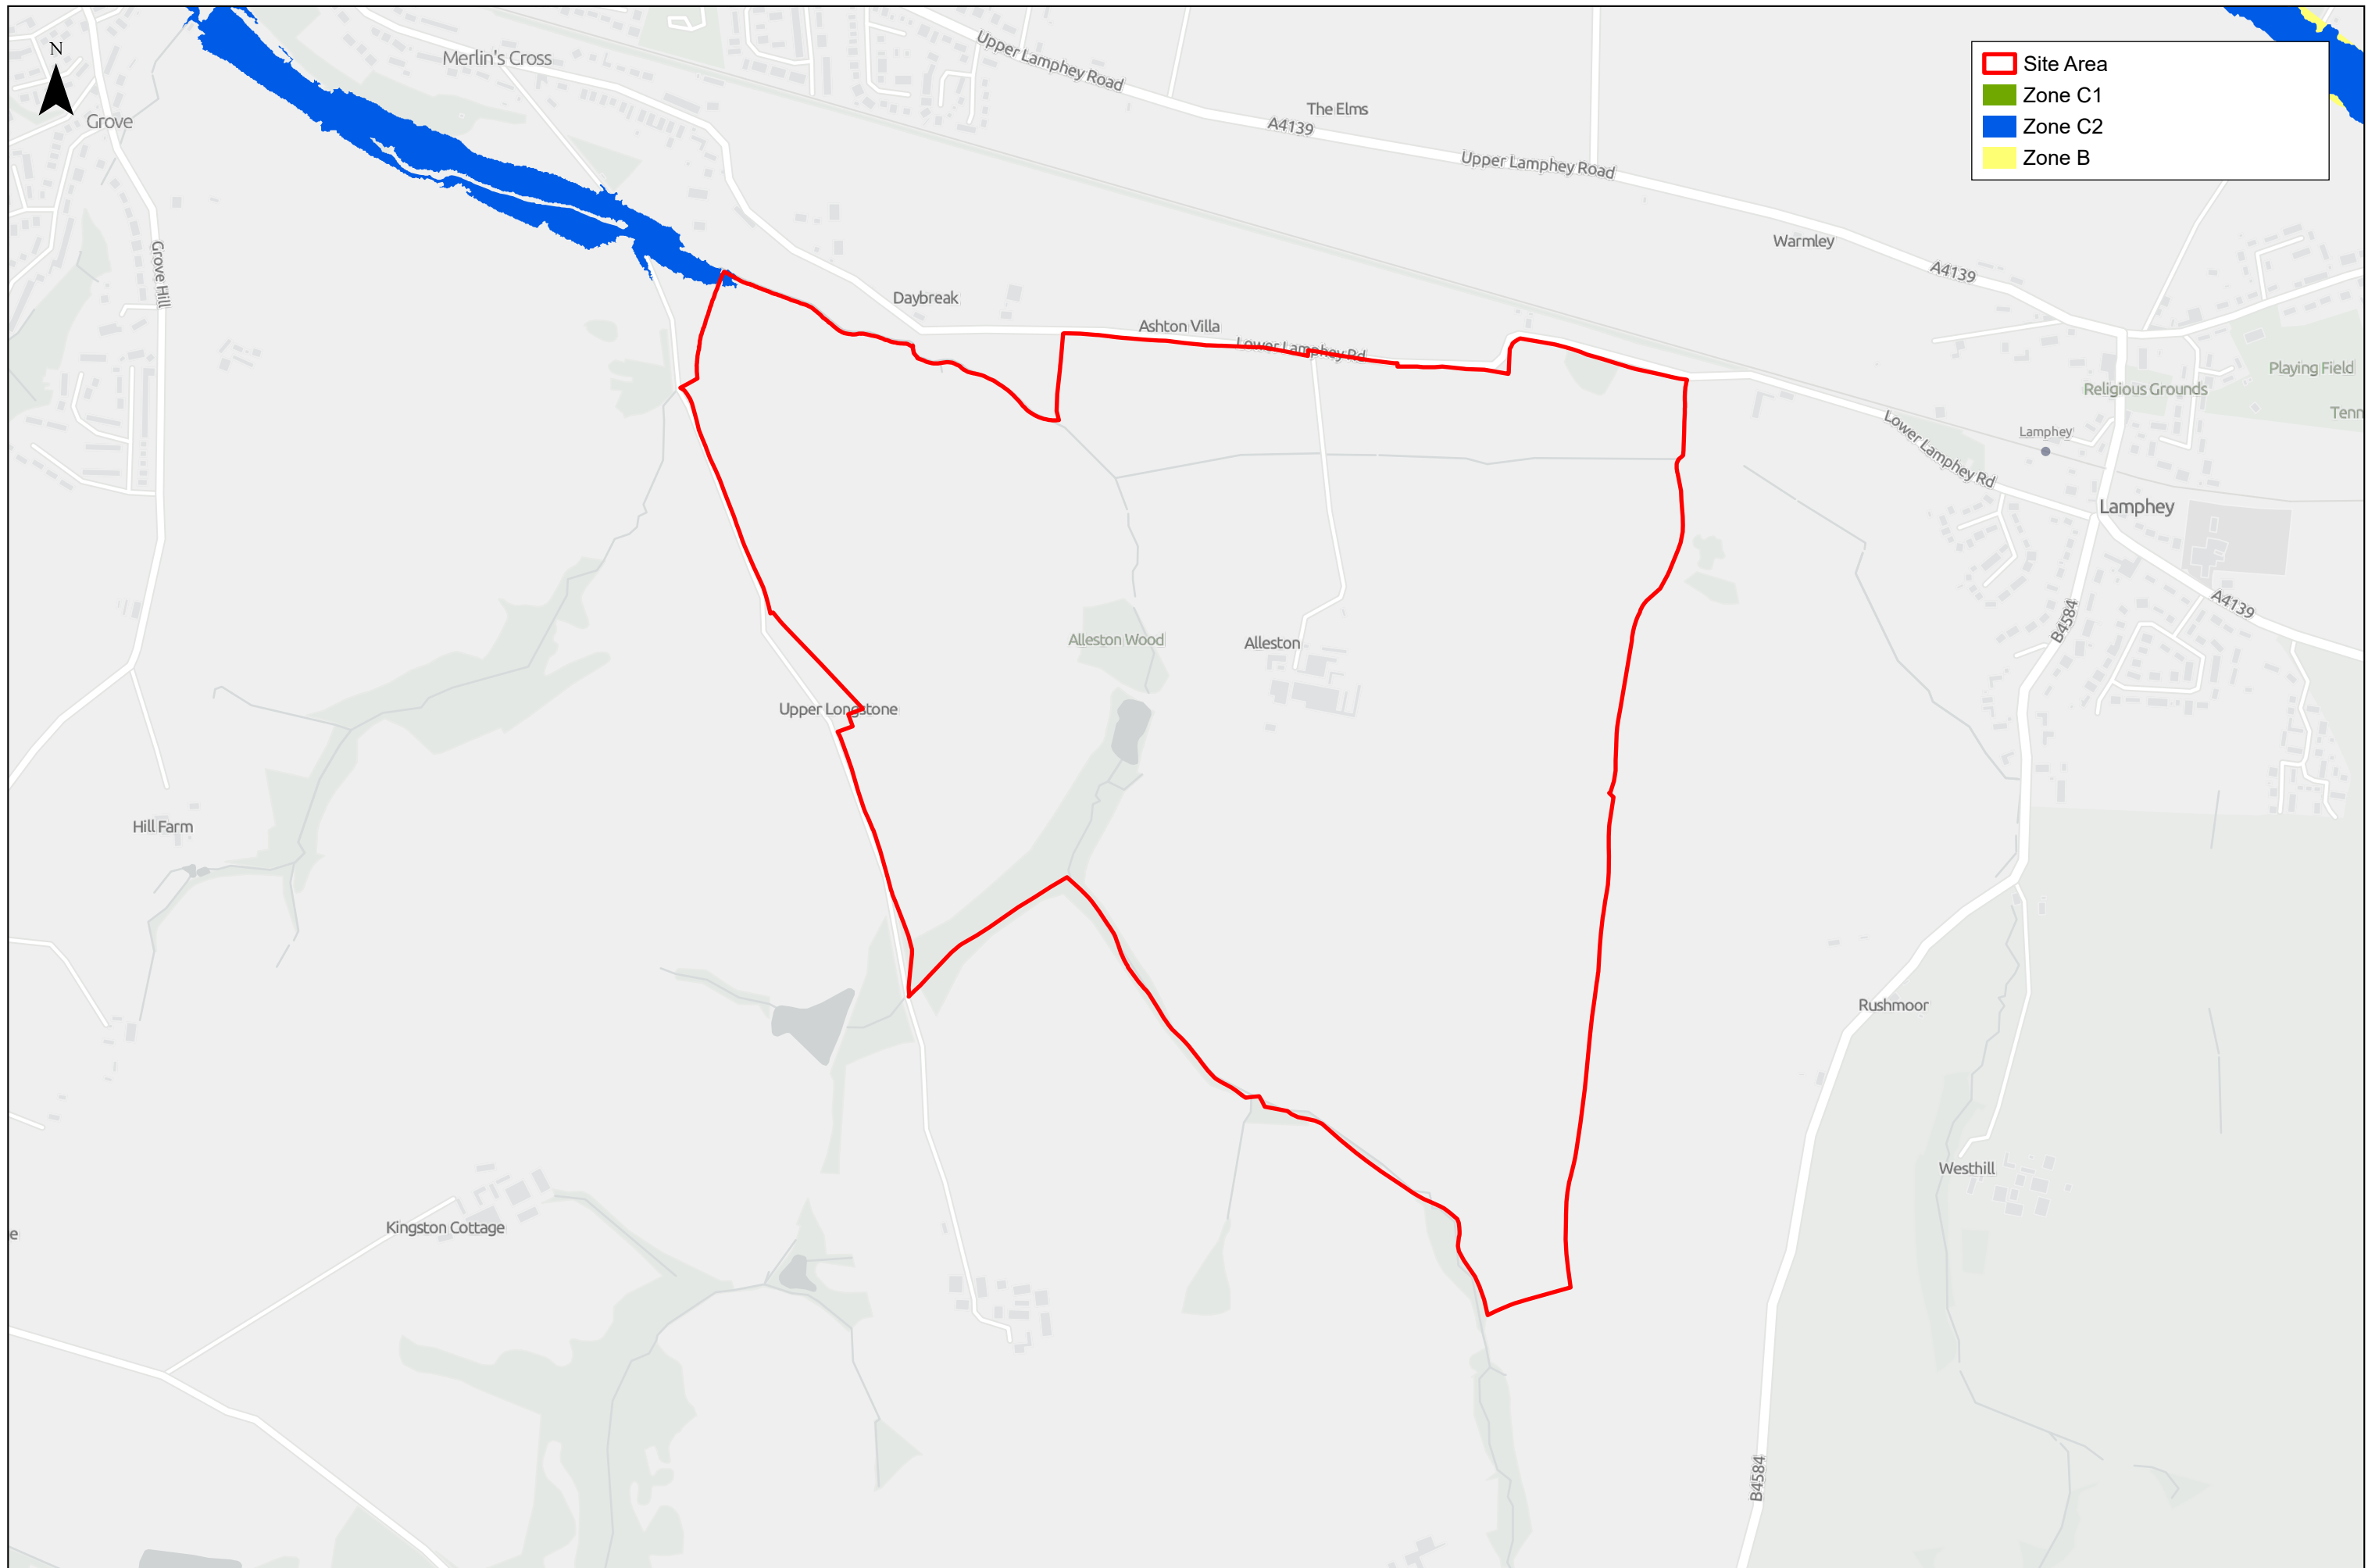 N
Merlin's Cross
Grove
Upper Lamphey Road
The Elms
A4139
Upper Lamphey Road
Site Area
Zone C1
Zone C2
Zone B
Warmley
A4139
Grove Hill
Daybreak
Ashton Villa
Lower Lamphey Rd
Playing Field
Religious Grounds
Tenn
Lamphey
Lower Lamphey Rd
Lamphey
A4139
B4584
Alleston Wood
Alleston
Upper Longstone
Hill Farm
Rushmoor
Westhill
Kingston Cottage
e
B4584